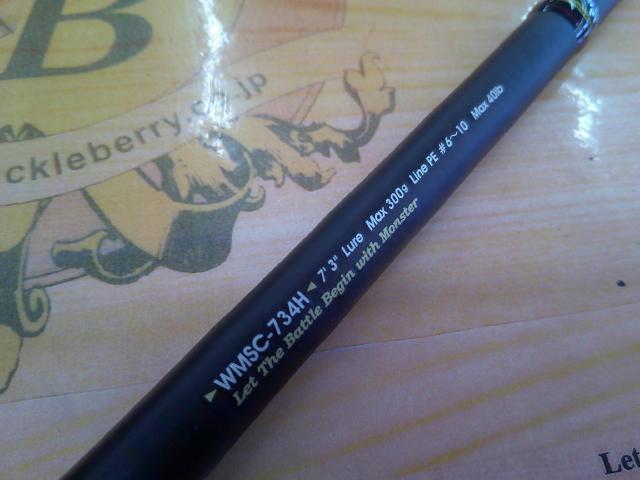 B
ckleberry.co.jp
▶WMSC-734H◀ 7' 3" Lure Max 300g Line PE #6~10 Max 40lb
Let The Battle Begin with Monster
Let